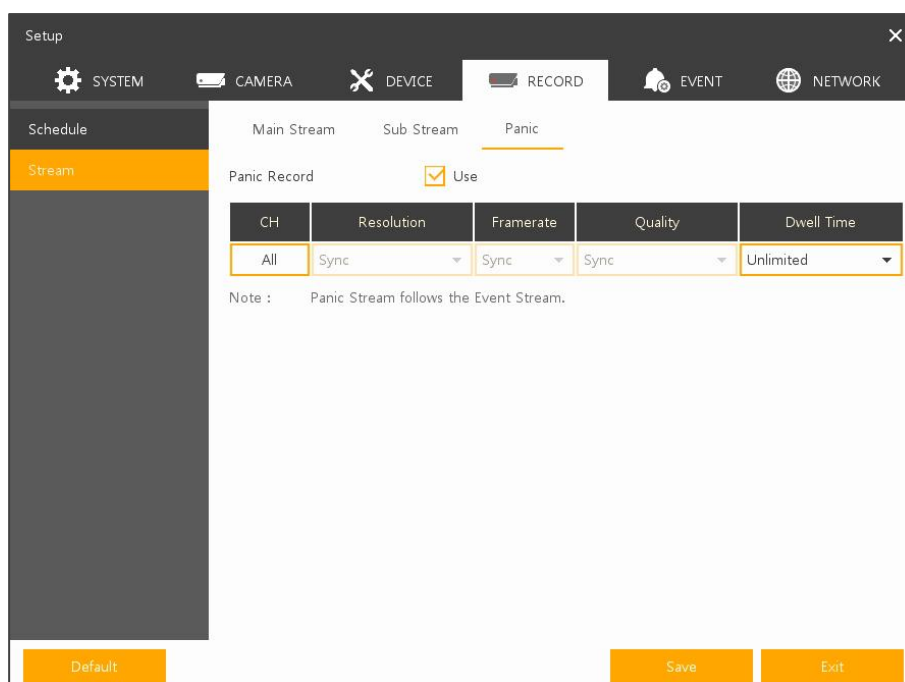 Setup
SYSTEM CAMERA DEVICE RECORD EVENT NETWORK
Schedule
Stream
Main Stream Sub Stream Panic
Panic Record Use
CH Resolution Framerate Quality Dwell Time
All Sync Sync Sync Unlimited
Note : Panic Stream follows the Event Stream.
Default Save Exit